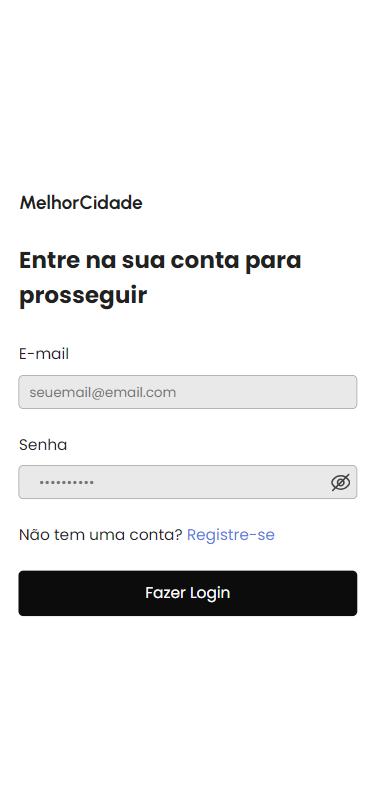 MelhorCidade
Entre na sua conta para
prosseguir
E-mail
seuemail@email.com
Senha
••••••••••
Não tem uma conta? Registre-se
Fazer Login